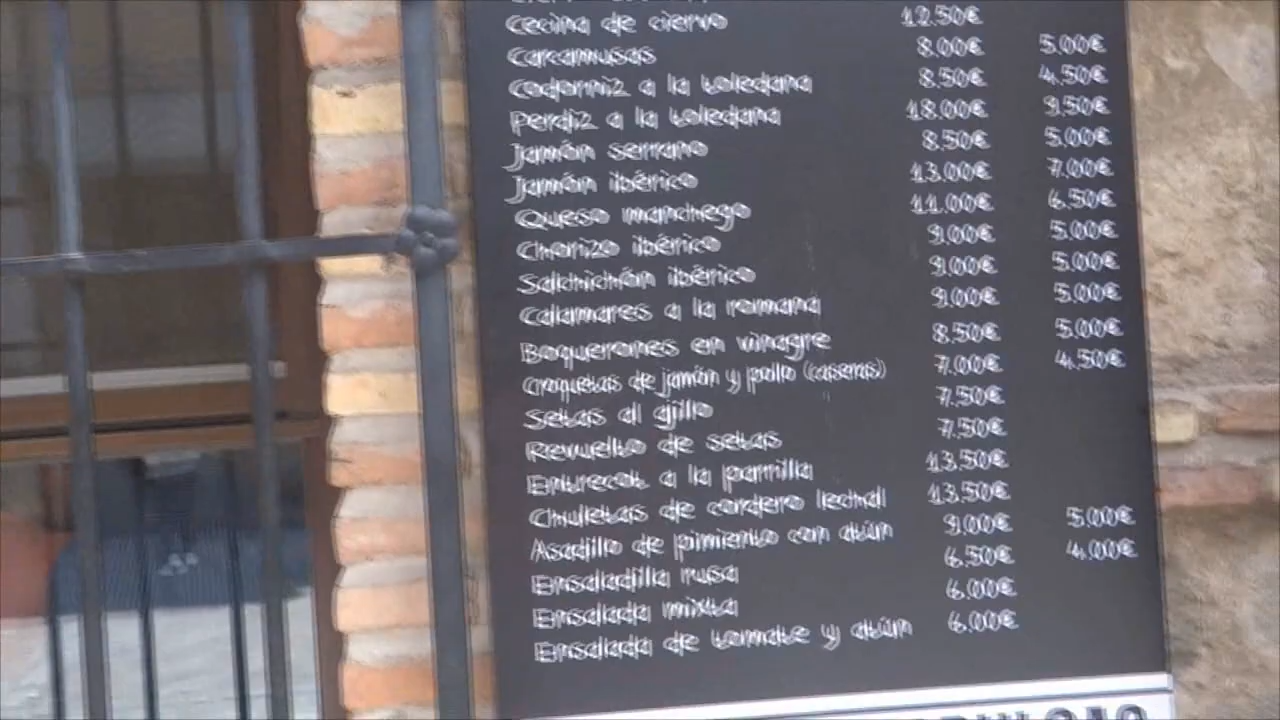 Cecina de ciervo 12.50€
Carcamusas 8.00€ 5.00€
Codorniz a la toledana 8.50€ 4.50€
Perdiz a la toledana 18.00€ 9.50€
Jamón serrano 8.50€ 5.00€
Jamón ibérico 13.00€ 7.00€
Queso manchego 11.00€ 6.50€
Chorizo ibérico 9.00€ 5.00€
Salchichón ibérico 9.00€ 5.00€
Calamares a la romana 9.00€ 5.00€
Boquerones en vinagre 8.50€ 5.00€
Croquetas de jamón y pollo (caseras) 7.00€ 4.50€
Setas al ajillo 7.50€
Revuelto de setas 7.50€
Entrecot a la parrilla 13.50€
Chuletas de cordero lechal 13.50€
Asadillo de pimiento con atún 9.00€ 5.00€
Ensaladilla rusa 6.50€ 4.00€
Ensalada mixta 6.00€
Ensalada de tomate y atún 6.00€